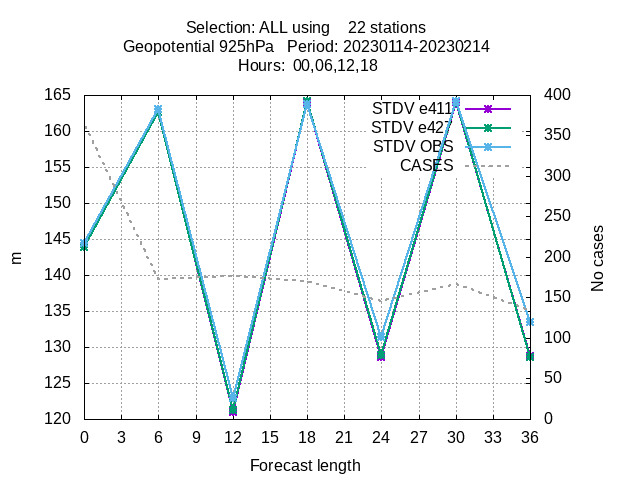 Selection: ALL using 22 stations
Geopotential 925hPa Period: 20230114-20230214
Hours: 00,06,12,18
165 400
STDV e411
160 STDV e427 350
STDV OBS
155 CASES 300
150 250
145
m 140 200 No cases
135 150
130 100
125 50
120 0
0 3 6 9 12 15 18 21 24 27 30 33 36
Forecast length